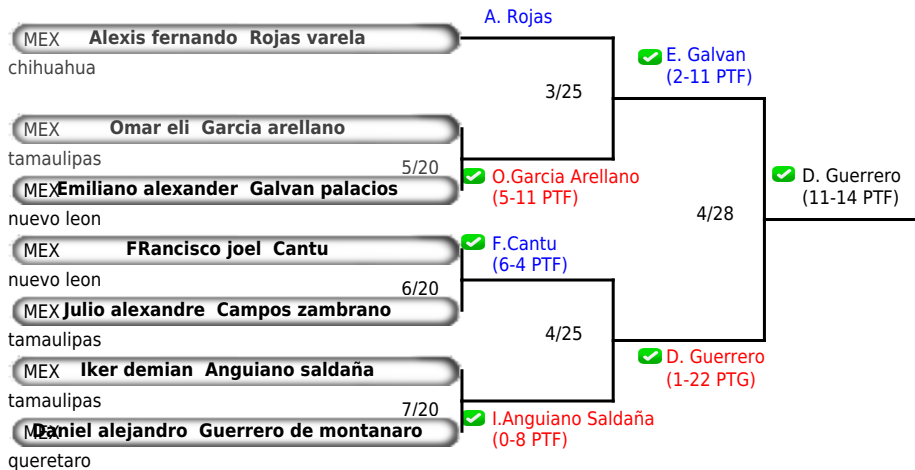 A. Rojas
MEX Alexis fernando Rojas varela
chihuahua
E. Galvan
(2-11 PTF)
3/25
MEX Omar eli Garcia arellano
tamaulipas
5/20
O.Garcia Arellano
(5-11 PTF)
MEX Emiliano alexander Galvan palacios
nuevo leon
D. Guerrero
(11-14 PTF)
4/28
MEX FRancisco joel Cantu
nuevo leon
F.Cantu
(6-4 PTF)
6/20
MEX Julio alexandre Campos zambrano
tamaulipas
4/25
D. Guerrero
(1-22 PTG)
MEX Iker demian Anguiano saldaña
tamaulipas
7/20
I.Anguiano Saldaña
(0-8 PTF)
MEX Daniel alejandro Guerrero de montanaro
queretaro